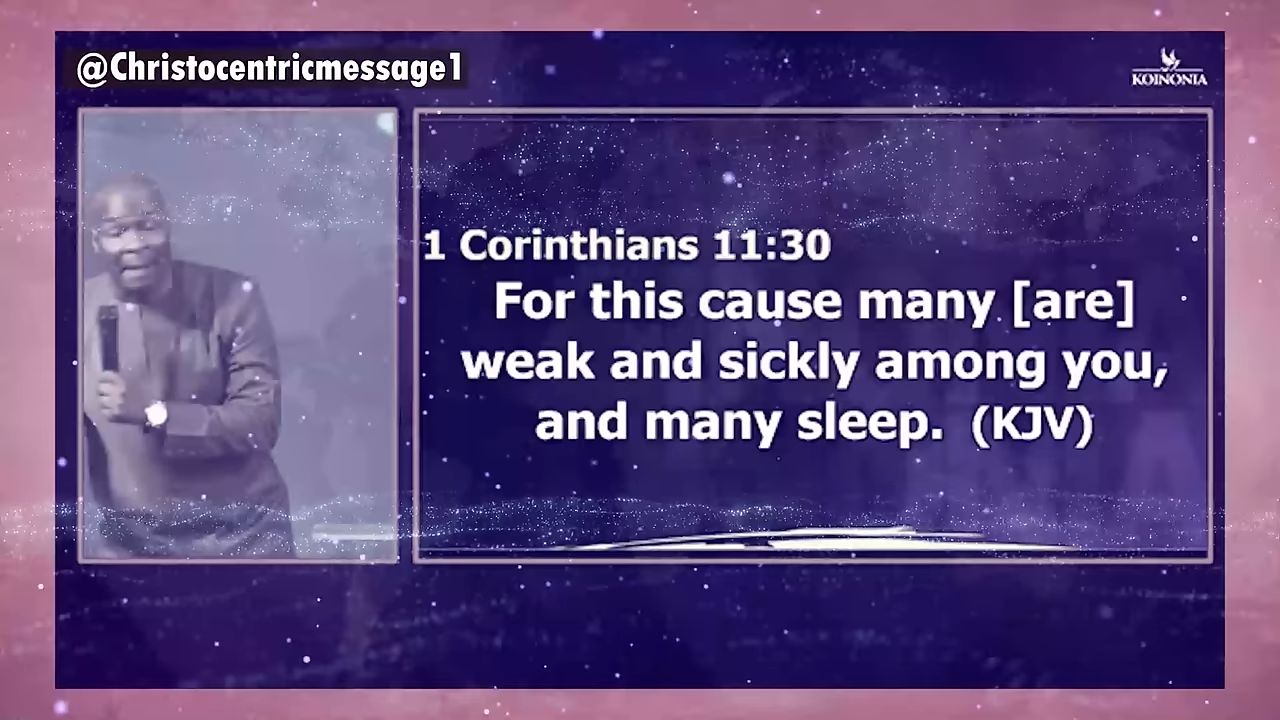 @Christocentricmessage1
KOINONIA
1 Corinthians 11:30
For this cause many [are]
weak and sickly among you,
and many sleep. (KJV)